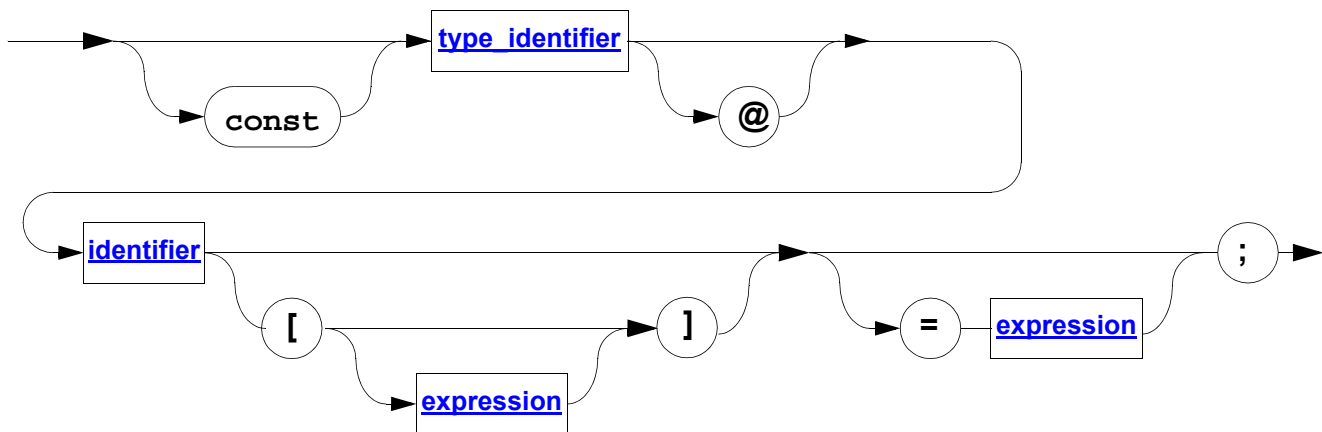 type_identifier
const @
identifier ;
[ ] = expression
expression